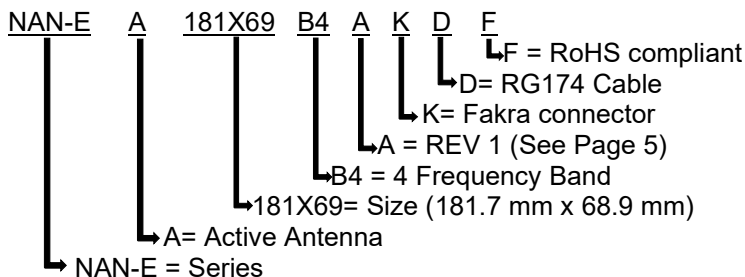 NAN-E A 181X69 B4 A K D F
F = RoHS compliant
D= RG174 Cable
K= Fakra connector
A = REV 1 (See Page 5)
B4 = 4 Frequency Band
181X69= Size (181.7 mm x 68.9 mm)
A= Active Antenna
NAN-E = Series